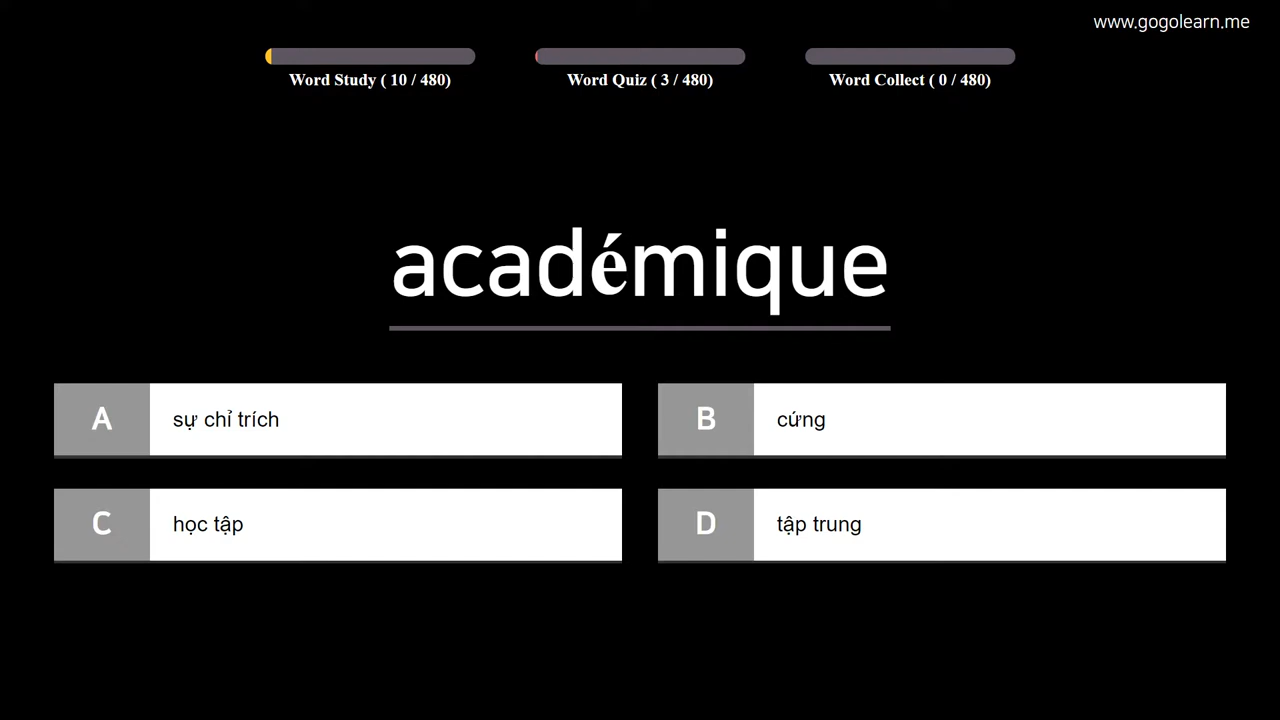 www.gogolearn.me
Word Study ( 10 / 480)
Word Quiz ( 3 / 480)
Word Collect ( 0 / 480)
académique
A
sự chỉ trích
B
cứng
C
học tập
D
tập trung